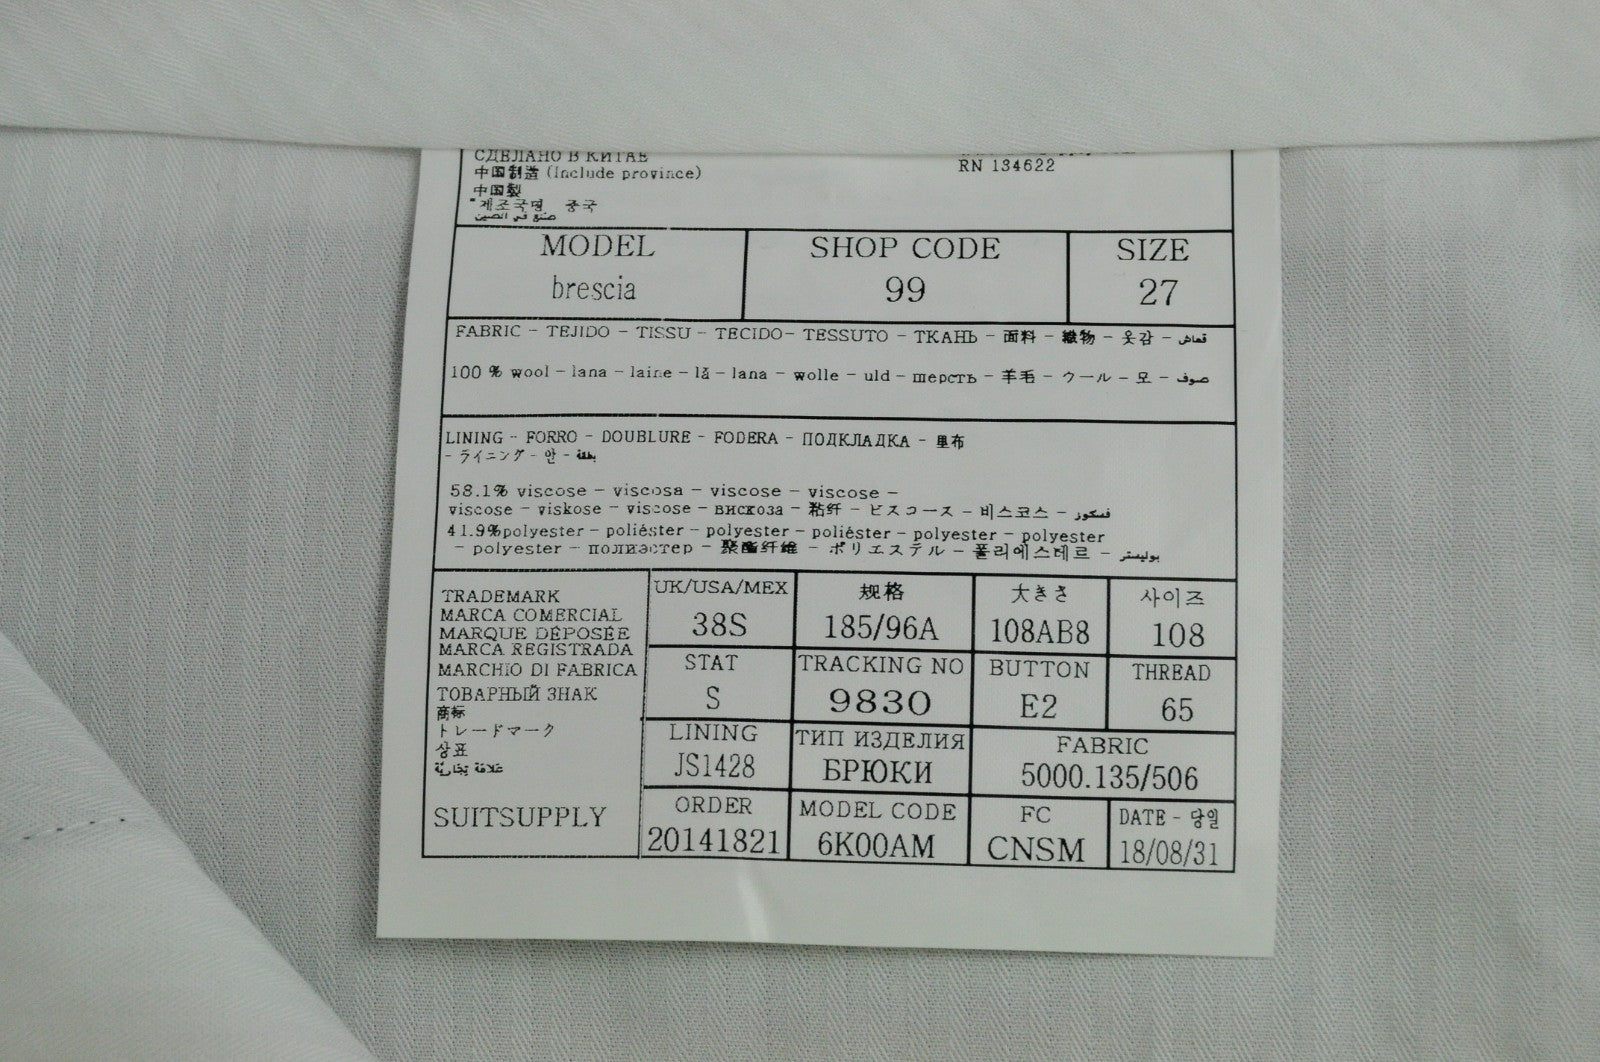 СДЕЛАНО В КИТАЕ
中国制造 (Include province)
RN 134622
中国製
제조국명 중국
صنع في الصين
MODEL
brescia
SHOP CODE
99
SIZE
27
FABRIC - TEJIDO - TISSU - TECIDO- TESSUTO - ТКАНЬ - 面料 - 織物 - 옷감 - قماش
100 % wool - lana - laine - lã - lana - wolle - uld - шерсть - 羊毛 - ウール - 모 - صوف
LINING - FORRO - DOUBLURE - FODERA - ПОДКЛАДКА - 里布
- ライニング - 안 - بطانة
58.1% viscose - viscosa - viscose - viscose -
viscose - viskose - viscose - вискоза - 粘纤 - ビスコース - 비스코스 - فسكوز
41.9%polyester - poliéster - polyester - poliéster - polyester - polyester
- polyester - полиэстер - 聚酯纤维 - ポリエステル - 폴리에스테르 - بوليستر
TRADEMARK
MARCA COMERCIAL
MARQUE DÉPOSÉE
MARCA REGISTRADA
MARCHIO DI FABRICA
ТОВАРНЫЙ ЗНАК
商标
トレードマーク
상표
علامة تجارية
SUITSUPPLY
UK/USA/MEX
38S
规格
185/96A
大きさ
108AB8
사이즈
108
STAT
S
TRACKING NO
9830
BUTTON
E2
THREAD
65
LINING
JS1428
ТИП ИЗДЕЛИЯ
БРЮКИ
FABRIC
5000.135/506
ORDER
20141821
MODEL CODE
6K00AM
FC
CNSM
DATE - 당일
18/08/31